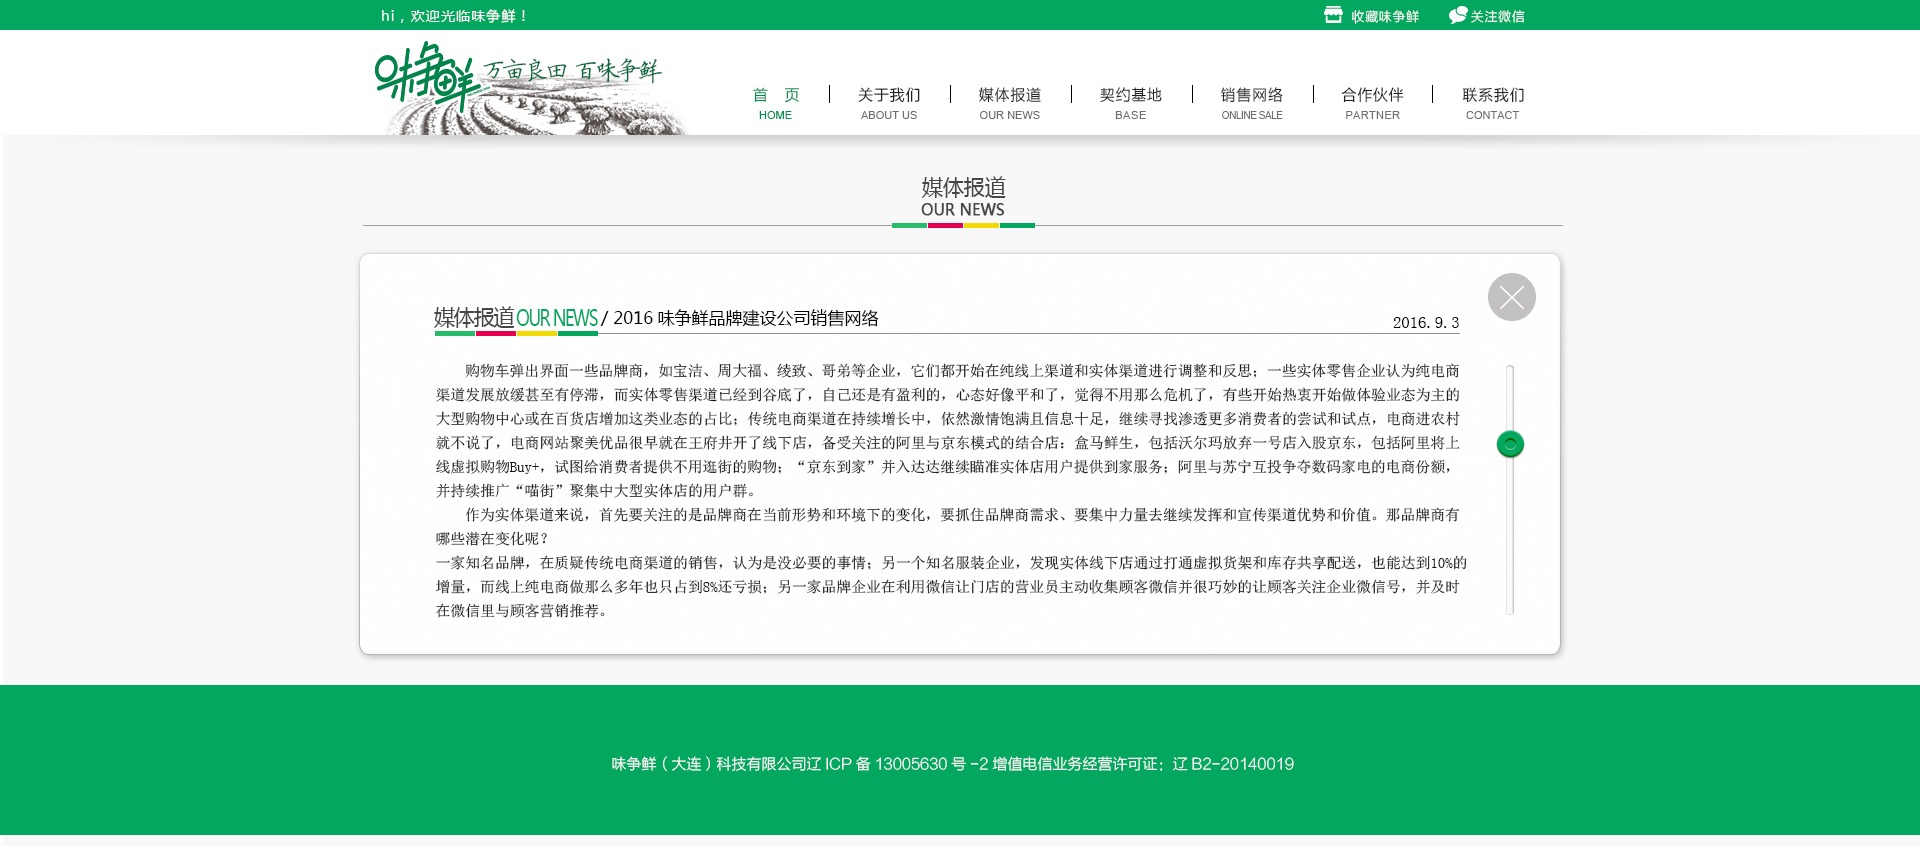 hi，欢迎光临味争鲜！
收藏味争鲜
关注微信
味争鲜
万亩良田 百味争鲜
首 页
关于我们
媒体报道
契约基地
销售网络
合作伙伴
联系我们
HOME
ABOUT US
OUR NEWS
BASE
ONLINE SALE
PARTNER
CONTACT
媒体报道
OUR NEWS
媒体报道 OUR NEWS / 2016 味争鲜品牌建设公司销售网络
2016. 9. 3
购物车弹出界面一些品牌商，如宝洁、周大福、绫致、哥弟等企业，它们都开始在纯线上渠道和实体渠道进行调整和反思；一些实体零售企业认为纯电商
渠道发展放缓甚至有停滞，而实体零售渠道已经到谷底了，自己还是有盈利的，心态好像平和了，觉得不用那么危机了，有些开始热衷开始做体验业态为主的
大型购物中心或在百货店增加这类业态的占比；传统电商渠道在持续增长中，依然激情饱满且信息十足，继续寻找渗透更多消费者的尝试和试点，电商进农村
就不说了，电商网站聚美优品很早就在王府井开了线下店，备受关注的阿里与京东模式的结合店：盒马鲜生，包括沃尔玛放弃一号店入股京东，包括阿里将上
线虚拟购物Buy+，试图给消费者提供不用逛街的购物；“京东到家”并入达达继续瞄准实体店用户提供到家服务；阿里与苏宁互投争夺数码家电的电商份额，
并持续推广“喵街”聚集中大型实体店的用户群。
作为实体渠道来说，首先要关注的是品牌商在当前形势和环境下的变化，要抓住品牌商需求、要集中力量去继续发挥和宣传渠道优势和价值。那品牌商有
哪些潜在变化呢？
一家知名品牌，在质疑传统电商渠道的销售，认为是没必要的事情；另一个知名服装企业，发现实体线下店通过打通虚拟货架和库存共享配送，也能达到10%的
增量，而线上纯电商做那么多年也只占到8%还亏损；另一家品牌企业在利用微信让门店的营业员主动收集顾客微信并很巧妙的让顾客关注企业微信号，并及时
在微信里与顾客营销推荐。
味争鲜（大连）科技有限公司辽 ICP 备 13005630 号 -2 增值电信业务经营许可证：辽 B2-20140019